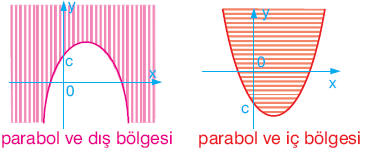 y
c
x
0
parabol ve dış bölgesi
y
0
x
c
parabol ve iç bölgesi